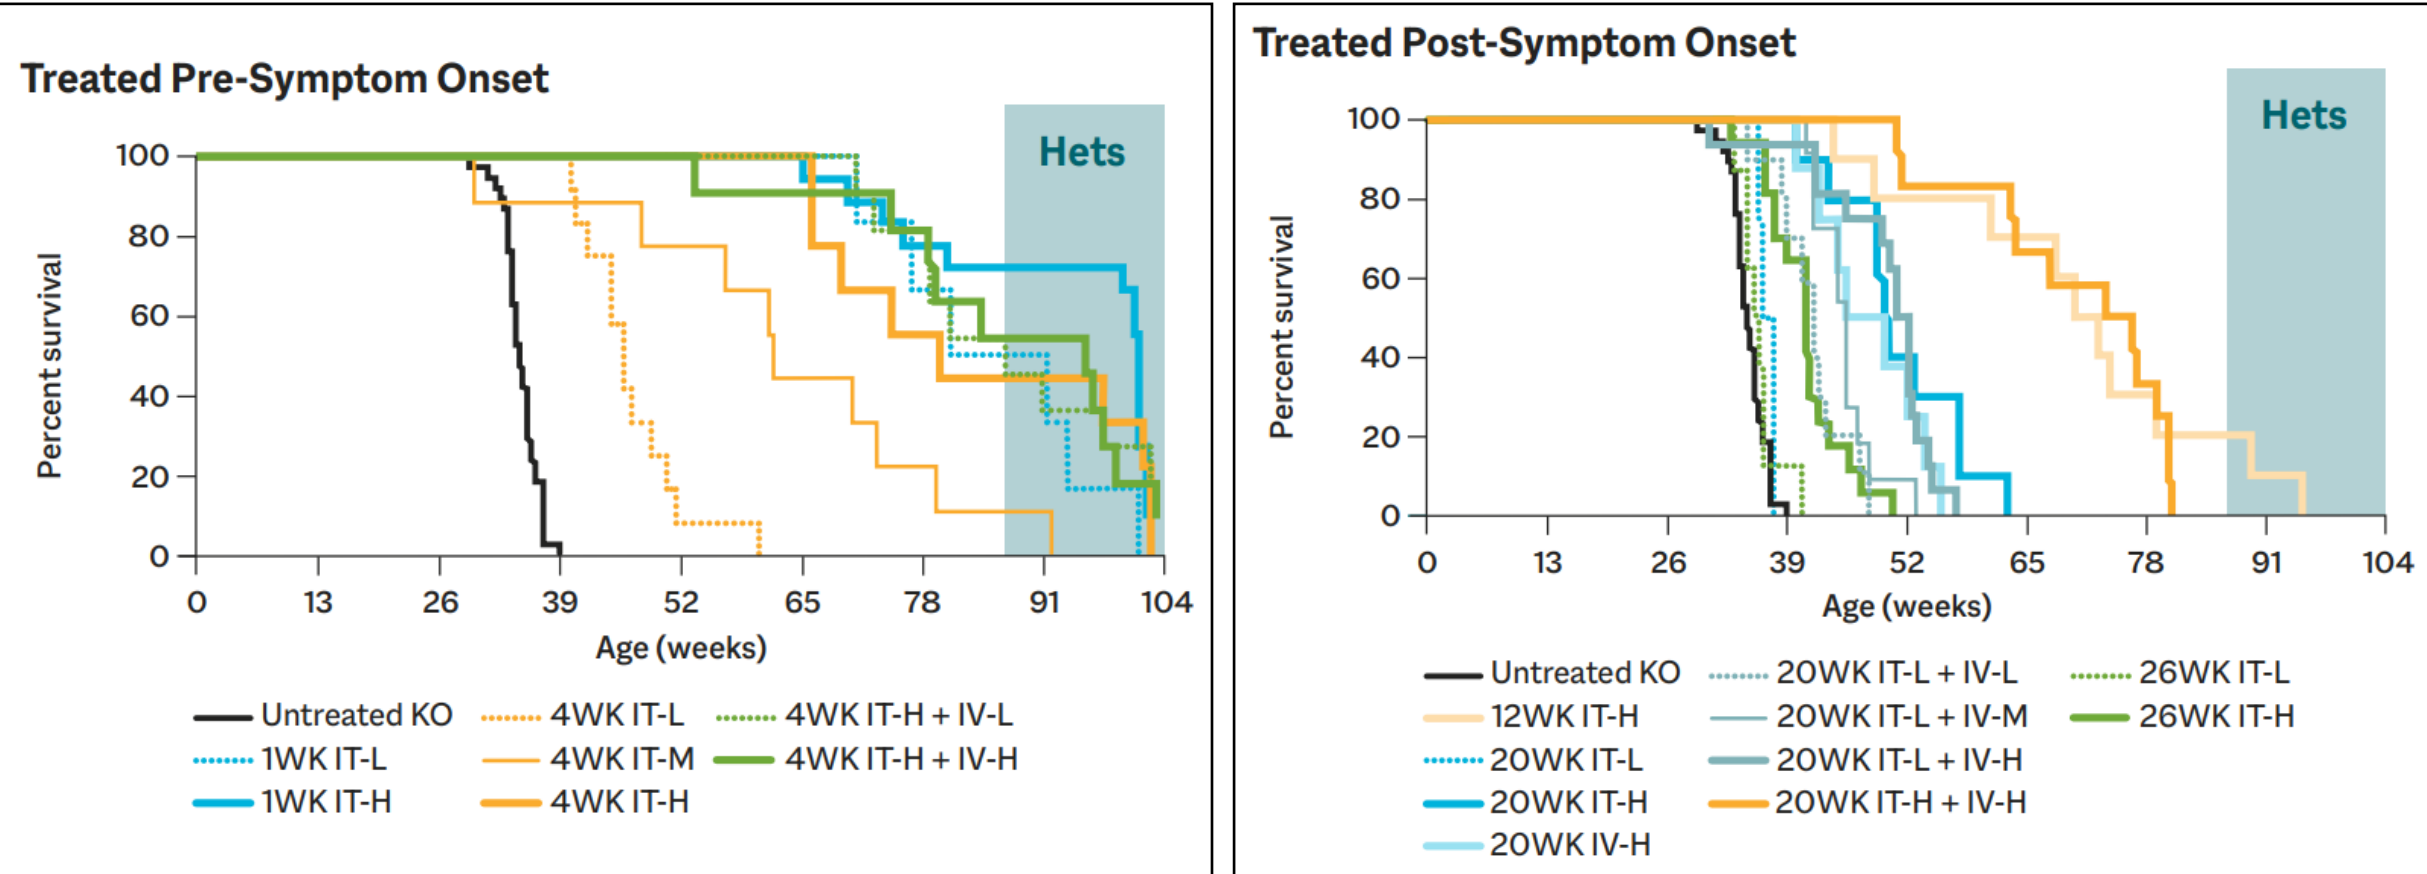 Treated Pre-Symptom Onset
Hets
100
80
60
40
20
0
Percent survival
0 13 26 39 52 65 78 91 104
Age (weeks)
Untreated KO 4WK IT-L 4WK IT-H + IV-L
1WK IT-L 4WK IT-M 4WK IT-H + IV-H
1WK IT-H 4WK IT-H
Treated Post-Symptom Onset
Hets
100
80
60
40
20
0
Percent survival
0 13 26 39 52 65 78 91 104
Age (weeks)
Untreated KO 20WK IT-L + IV-L 26WK IT-L
12WK IT-H 20WK IT-L + IV-M 26WK IT-H
20WK IT-L 20WK IT-L + IV-H
20WK IT-H 20WK IT-H + IV-H
20WK IV-H